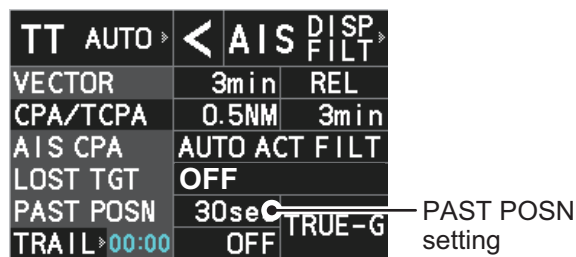 TT AUTO » < AIS DISP FILT »
VECTOR 3min REL
CPA/TCPA 0.5NM 3min
AIS CPA AUTO ACT FILT
LOST TGT OFF
PAST POSN 30sec TRUE-G
TRAIL » 00:00 OFF
PAST POSN
setting